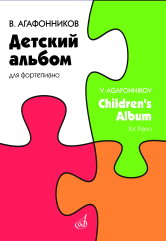 В. АГАФОННИКОВ
Детский
альбом
для фортепиано
V. AGAFONNIKOV
Children's
Album
for Piano